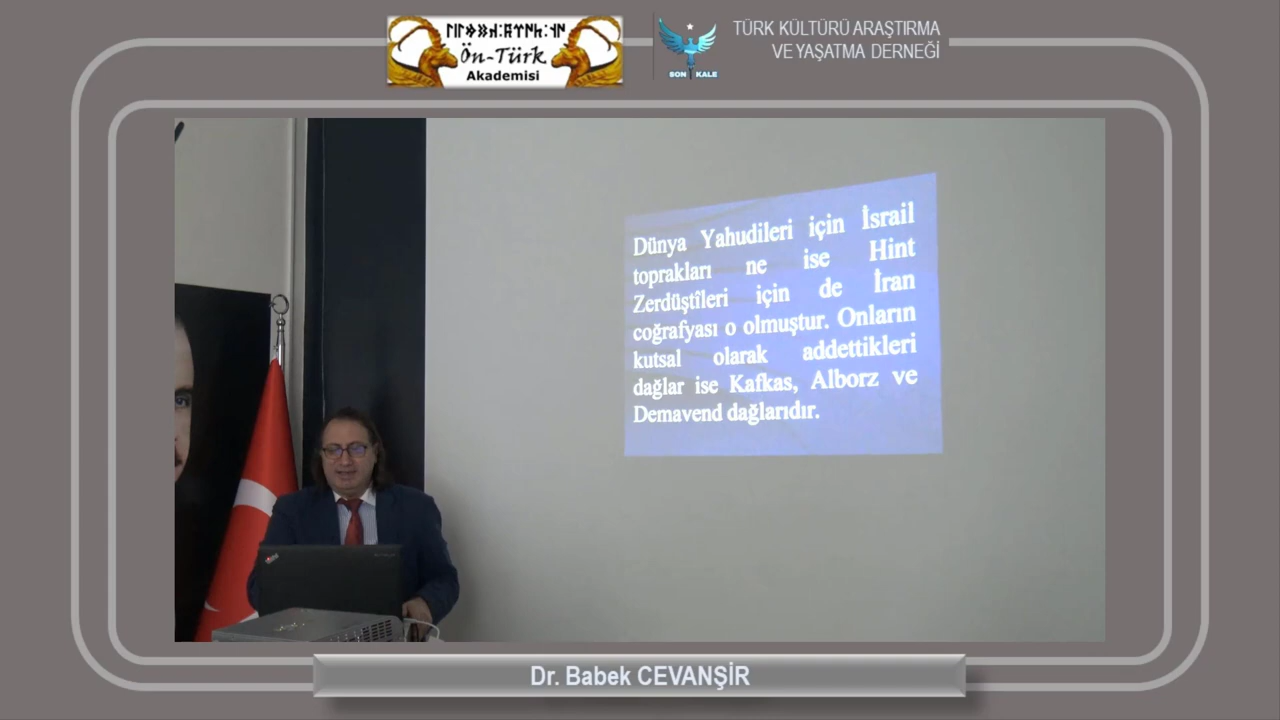 Ön-Türk
Akademisi
SON KALE
TÜRK KÜLTÜRÜ ARAŞTIRMA
VE YAŞATMA DERNEĞİ
Dünya Yahudileri için İsrail
toprakları ne ise Hint
Zerdüştîleri için de İran
coğrafyası o olmuştur. Onların
kutsal olarak addettikleri
dağlar ise Kafkas, Alborz ve
Demavend dağlarıdır.
Dr. Babek CEVANŞİR